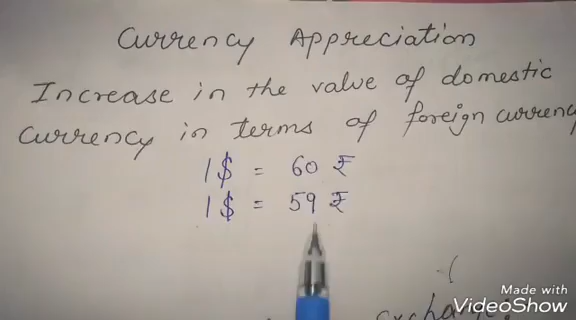 Currency Appreciation
Increase in the value of domestic
currency in terms of foreign currency
1$ = 60 ₹
1$ = 59 ₹
exchange:
Made with
VideoShow